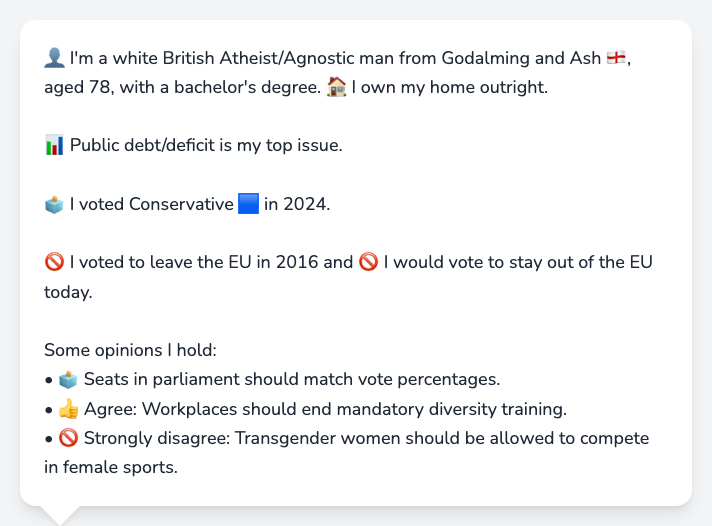 👤 I'm a white British Atheist/Agnostic man from Godalming and Ash 🏴󠁧󠁢󠁥󠁮󠁧󠁿,
aged 78, with a bachelor's degree. 🏠 I own my home outright.
📊 Public debt/deficit is my top issue.
🗳️ I voted Conservative 🟦 in 2024.
🚫 I voted to leave the EU in 2016 and 🚫 I would vote to stay out of the EU
today.
Some opinions I hold:
• 🗳️ Seats in parliament should match vote percentages.
• 👍 Agree: Workplaces should end mandatory diversity training.
• 🚫 Strongly disagree: Transgender women should be allowed to compete
in female sports.